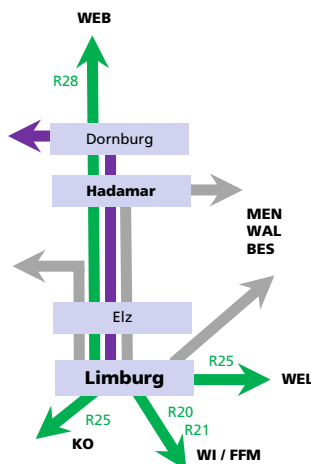 WEB
R28
Dornburg
Hadamar
MEN
WAL
BES
Elz
Limburg
R25
WEL
R25
R20
R21
KO
WI / FFM